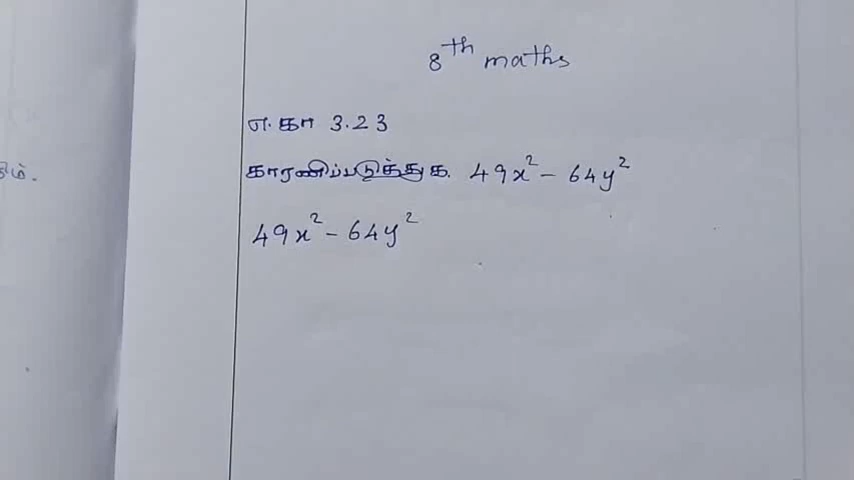 8th maths
எ.கா 3.23
காரணிப்படுத்துக. 49x² - 64y²
49x² - 64y²